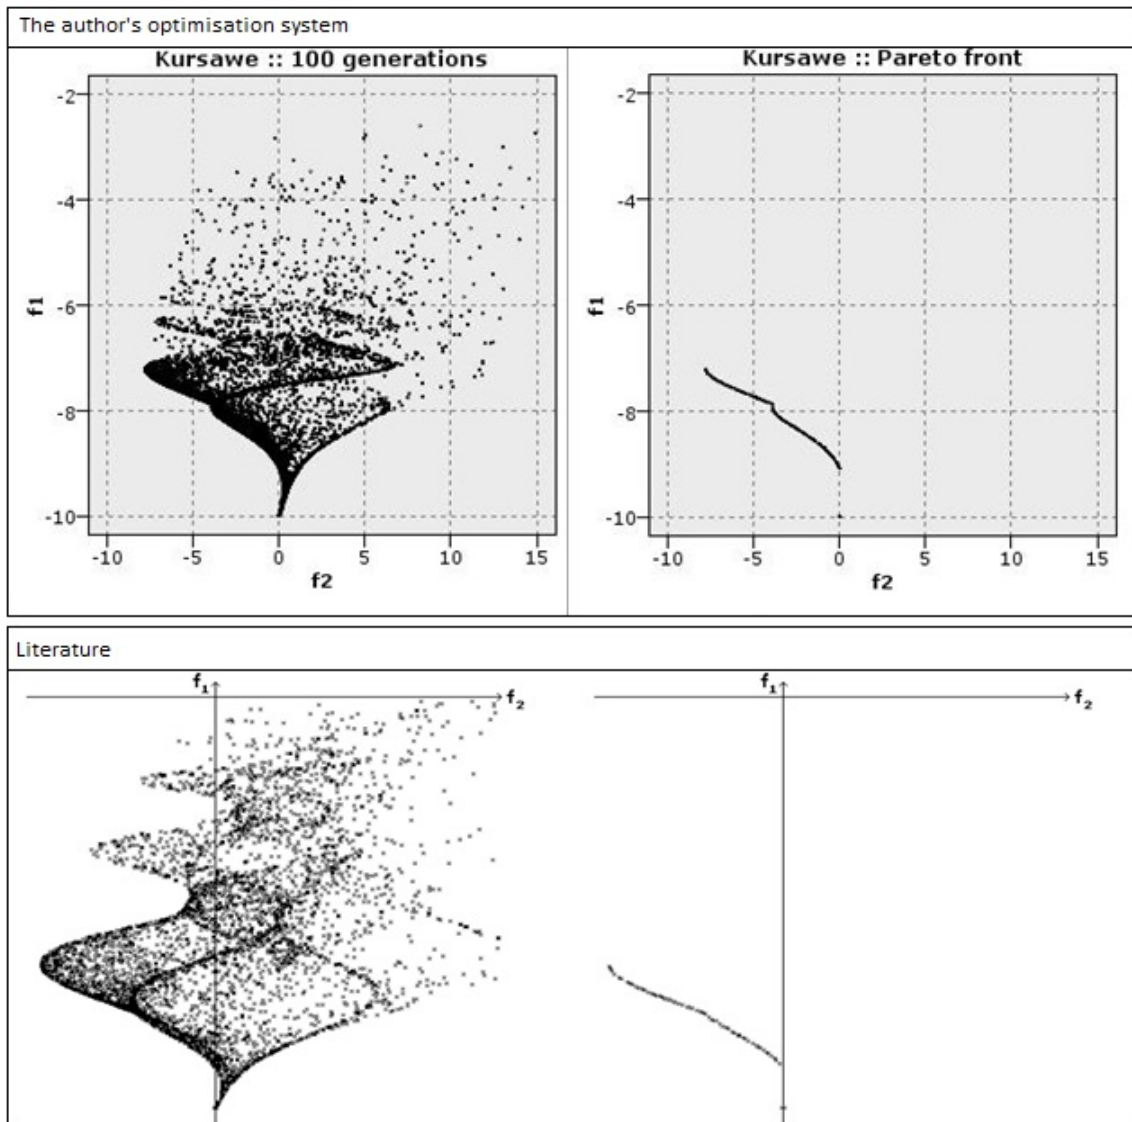 The author's optimisation system
Kursawe :: 100 generations
-2
-4
f1
-6
-8
-10
-10 -5 0 5 10 15
f2
Kursawe :: Pareto front
-2
-4
f1
-6
-8
-10
-10 -5 0 5 10 15
f2
Literature
f1
f2
f1
f2